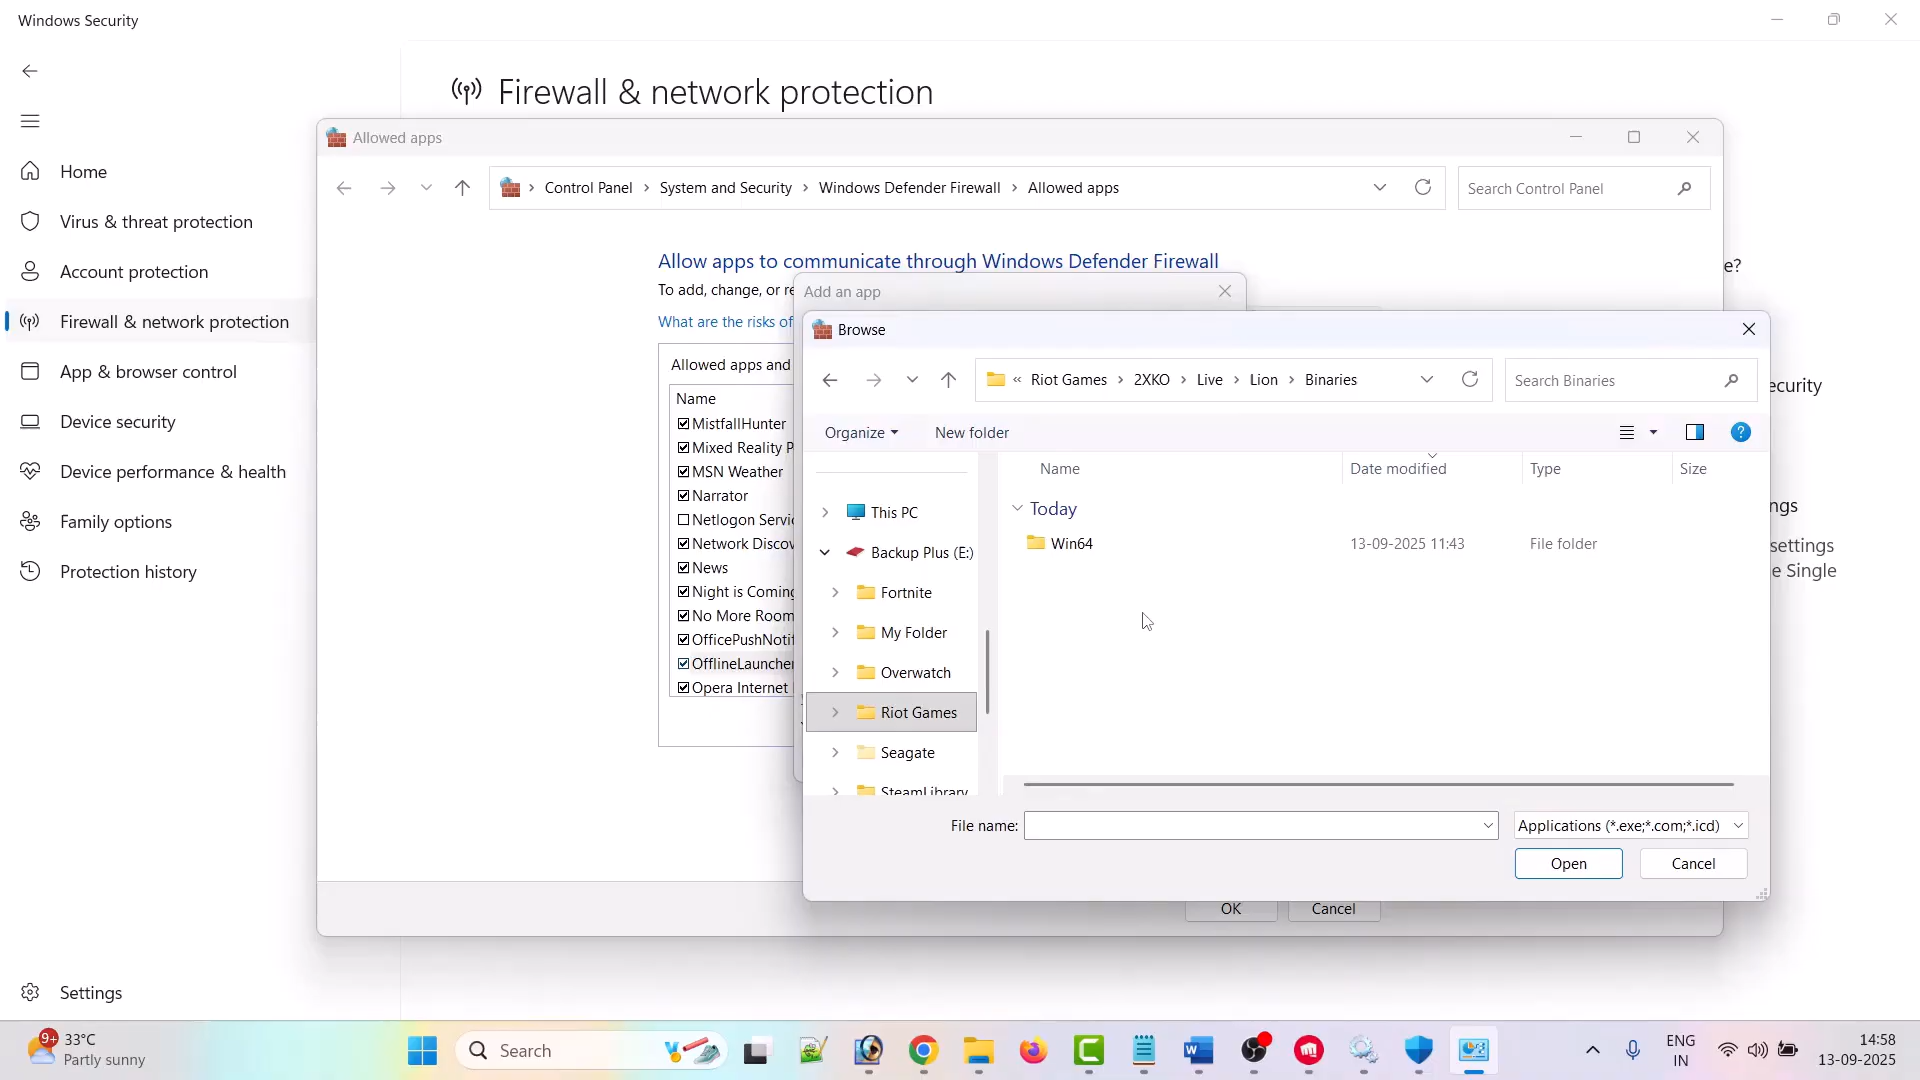 Windows Security
Firewall & network protection
Home
Virus & threat protection
Account protection
Firewall & network protection
App & browser control
Device security
Device performance & health
Family options
Protection history
Settings
Allowed apps
Control Panel › System and Security › Windows Defender Firewall › Allowed apps
Search Control Panel
Allow apps to communicate through Windows Defender Firewall
To add, change, or re
What are the risks of
Allowed apps and
Name
MistfallHunter
Mixed Reality P
MSN Weather
Narrator
Netlogon Servic
Network Discov
News
Night is Coming
No More Room
OfficePushNotif
OfflineLauncher
Opera Internet
Add an app
Browse
« Riot Games › 2XKO › Live › Lion › Binaries
Search Binaries
Organize
New folder
Name
Date modified
Type
Size
This PC
Backup Plus (E:)
Fortnite
My Folder
Overwatch
Riot Games
Seagate
SteamLibrary
Today
Win64
13-09-2025 11:43
File folder
File name:
Applications (*.exe;*.com;*.icd)
Open
Cancel
OK
Cancel
e?
ecurity
ngs
settings
e Single
9+
33°C
Partly sunny
Search
ENG
IN
14:58
13-09-2025